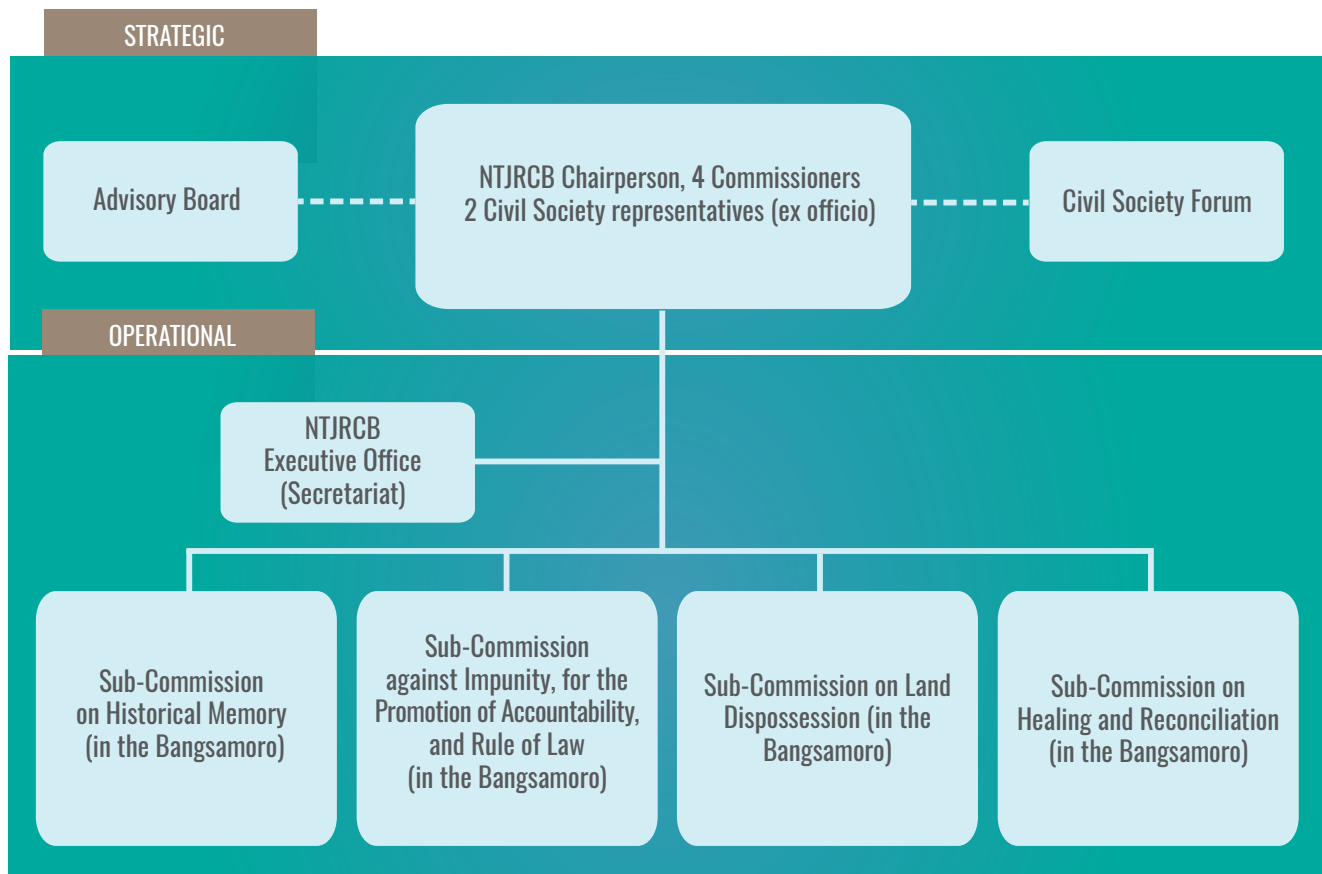 STRATEGIC
Advisory Board
NTJRCB Chairperson, 4 Commissioners
2 Civil Society representatives (ex officio)
Civil Society Forum
OPERATIONAL
NTJRCB
Executive Office
(Secretariat)
Sub-Commission
on Historical Memory
(in the Bangsamoro)
Sub-Commission
against Impunity, for the
Promotion of Accountability,
and Rule of Law
(in the Bangsamoro)
Sub-Commission on Land
Dispossession (in the
Bangsamoro)
Sub-Commission on
Healing and Reconciliation
(in the Bangsamoro)